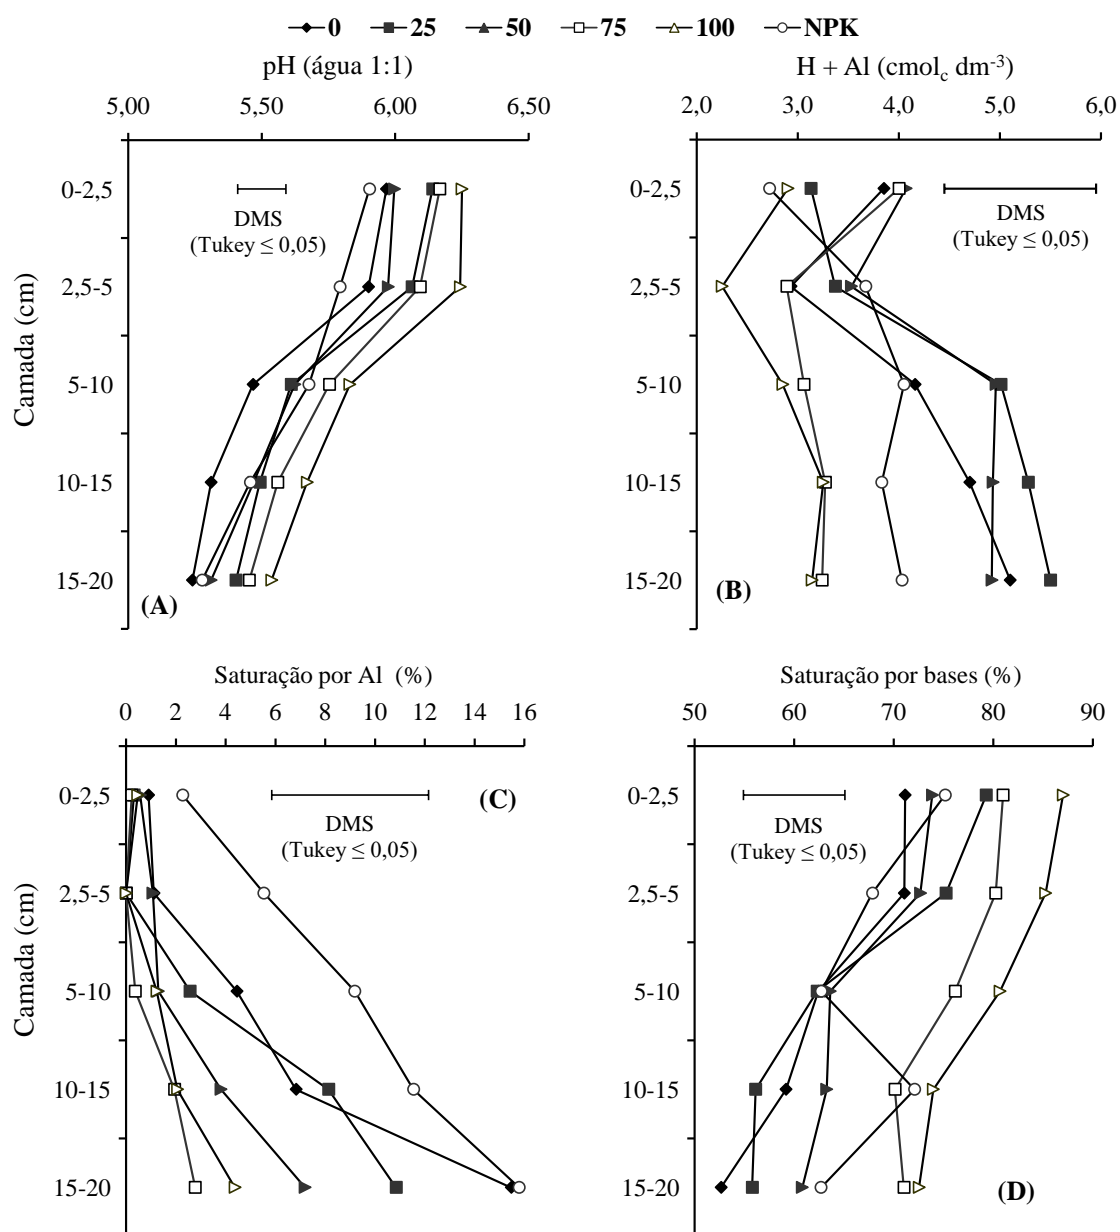 0 25 50 75 100 NPK
pH (água 1:1)
5,00 5,50 6,00 6,50
0-2,5
2,5-5
5-10
10-15
15-20
Camada (cm)
DMS
(Tukey ≤ 0,05)
(A)
H + Al (cmolc dm-3)
2,0 3,0 4,0 5,0 6,0
0-2,5
2,5-5
5-10
10-15
15-20
DMS
(Tukey ≤ 0,05)
(B)
Saturação por Al (%)
0 2 4 6 8 10 12 14 16
0-2,5
2,5-5
5-10
10-15
15-20
Camada (cm)
DMS
(Tukey ≤ 0,05)
(C)
Saturação por bases (%)
50 60 70 80 90
0-2,5
2,5-5
5-10
10-15
15-20
DMS
(Tukey ≤ 0,05)
(D)